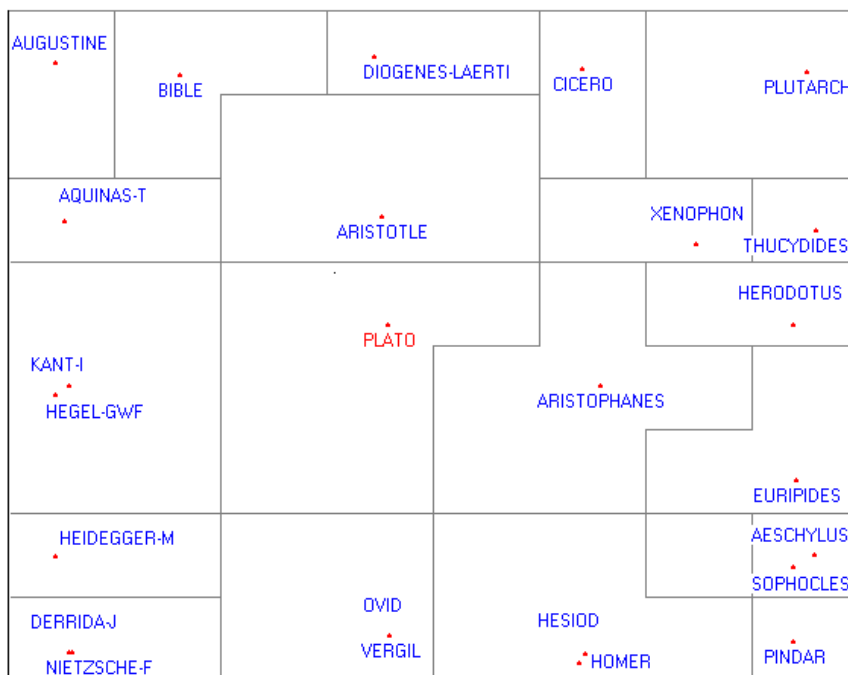 AUGUSTINE
BIBLE
DIOGENES-LAERTI
CICERO
PLUTARCH
AQUINAS-T
ARISTOTLE
XENOPHON
THUCYDIDES
HERODOTUS
PLATO
KANT-I
HEGEL-GWF
ARISTOPHANES
EURIPIDES
HEIDEGGER-M
AESCHYLUS
SOPHOCLES
OVID
VERGIL
HESIOD
HOMER
PINDAR
DERRIDA-J
NIETZSCHE-F